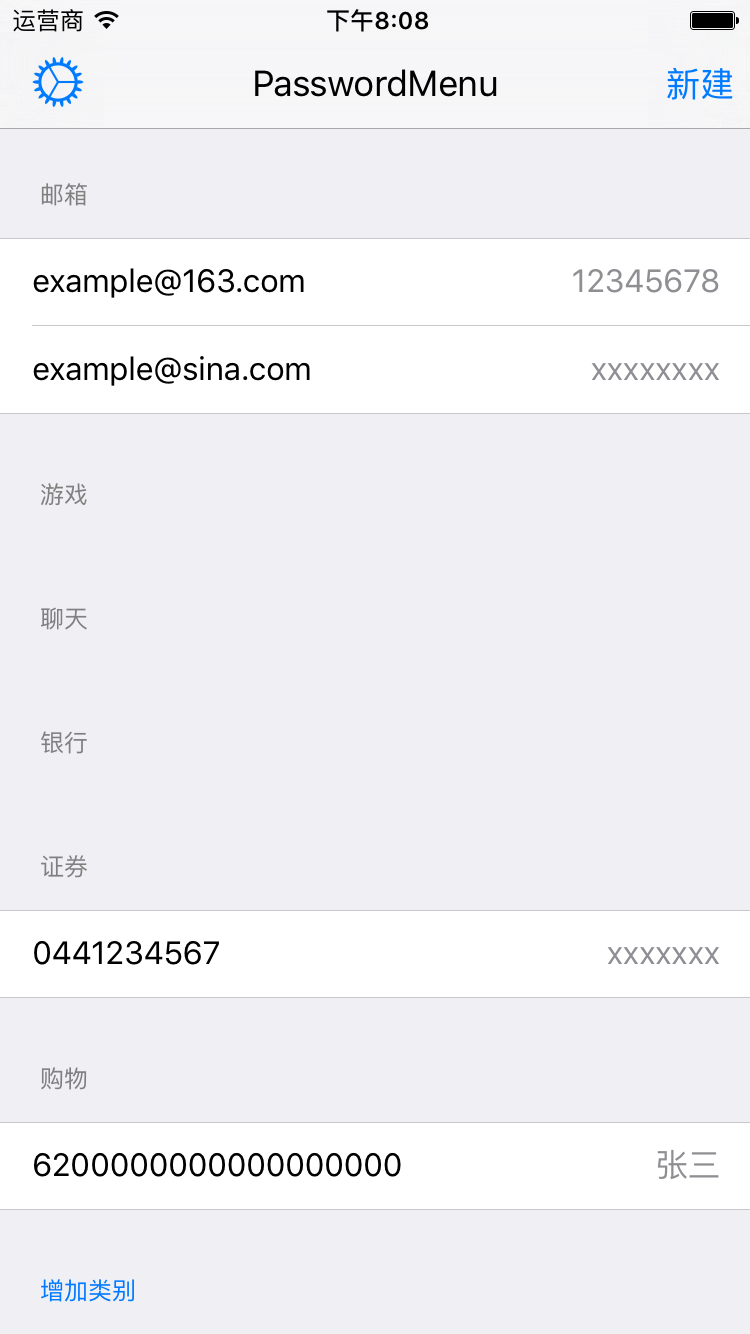 运营商 下午8:08
PasswordMenu 新建
邮箱
example@163.com 12345678
example@sina.com xxxxxxxx
游戏
聊天
银行
证券
0441234567 xxxxxxx
购物
6200000000000000000 张三
增加类别